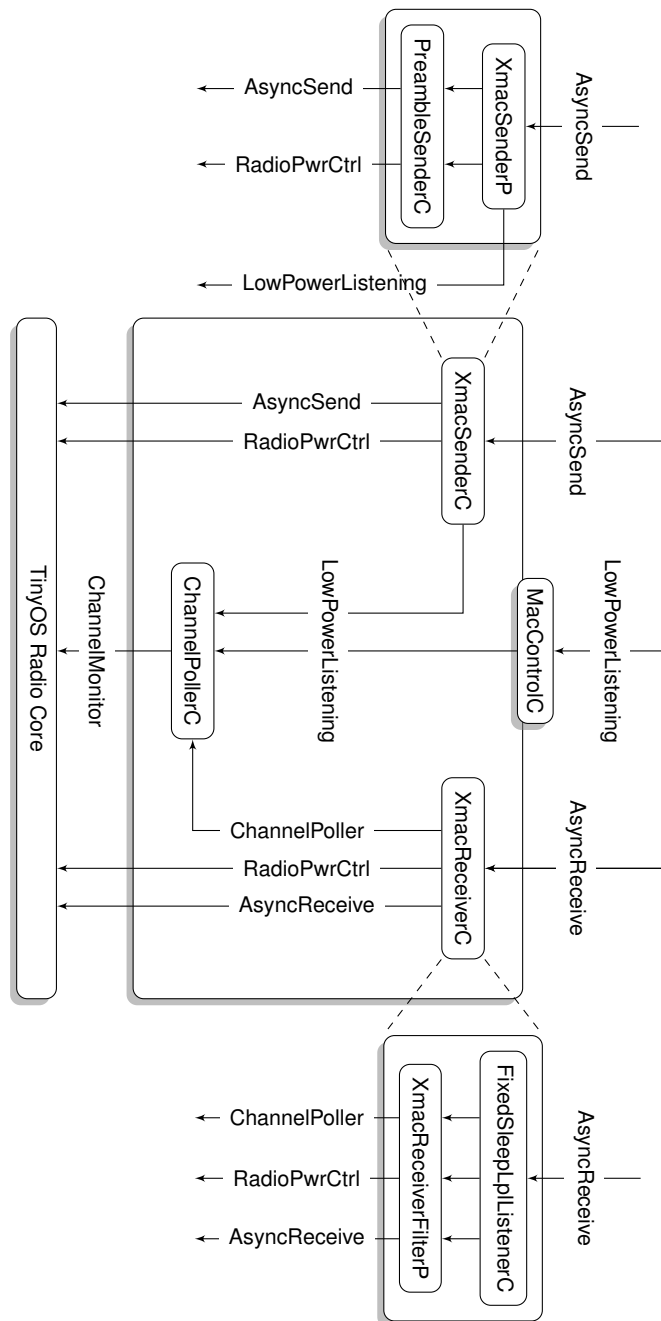 AsyncSend
XmacSenderP
PreambleSenderC
AsyncSend
RadioPwrCtrl
LowPowerListening
AsyncSend
LowPowerListening
AsyncReceive
MacControlC
XmacSenderC
XmacReceiverC
AsyncSend
RadioPwrCtrl
LowPowerListening
ChannelPoller
RadioPwrCtrl
AsyncReceive
ChannelPollerC
ChannelMonitor
TinyOS Radio Core
AsyncReceive
FixedSleepLplListenerC
XmacReceiverFilterP
ChannelPoller
RadioPwrCtrl
AsyncReceive